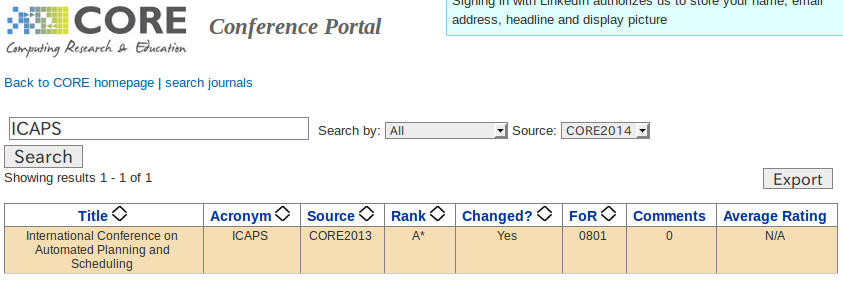 Signing in with LinkedIn authorizes us to store your name, email
address, headline and display picture
CORE
Computing Research & Education
Conference Portal
Back to CORE homepage | search journals
ICAPS Search by: All Source: CORE2014
Search
Showing results 1 - 1 of 1
Export
Title Acronym Source Rank Changed? FoR Comments Average Rating
International Conference on Automated Planning and Scheduling ICAPS CORE2013 A* Yes 0801 0 N/A